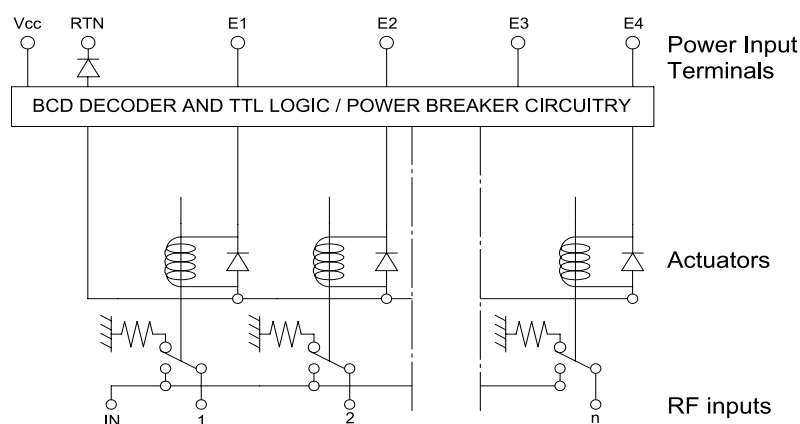 Vcc RTN E1 E2 E3 E4
Power Input
Terminals
BCD DECODER AND TTL LOGIC / POWER BREAKER CIRCUITRY
Actuators
IN 1 2 n
RF inputs